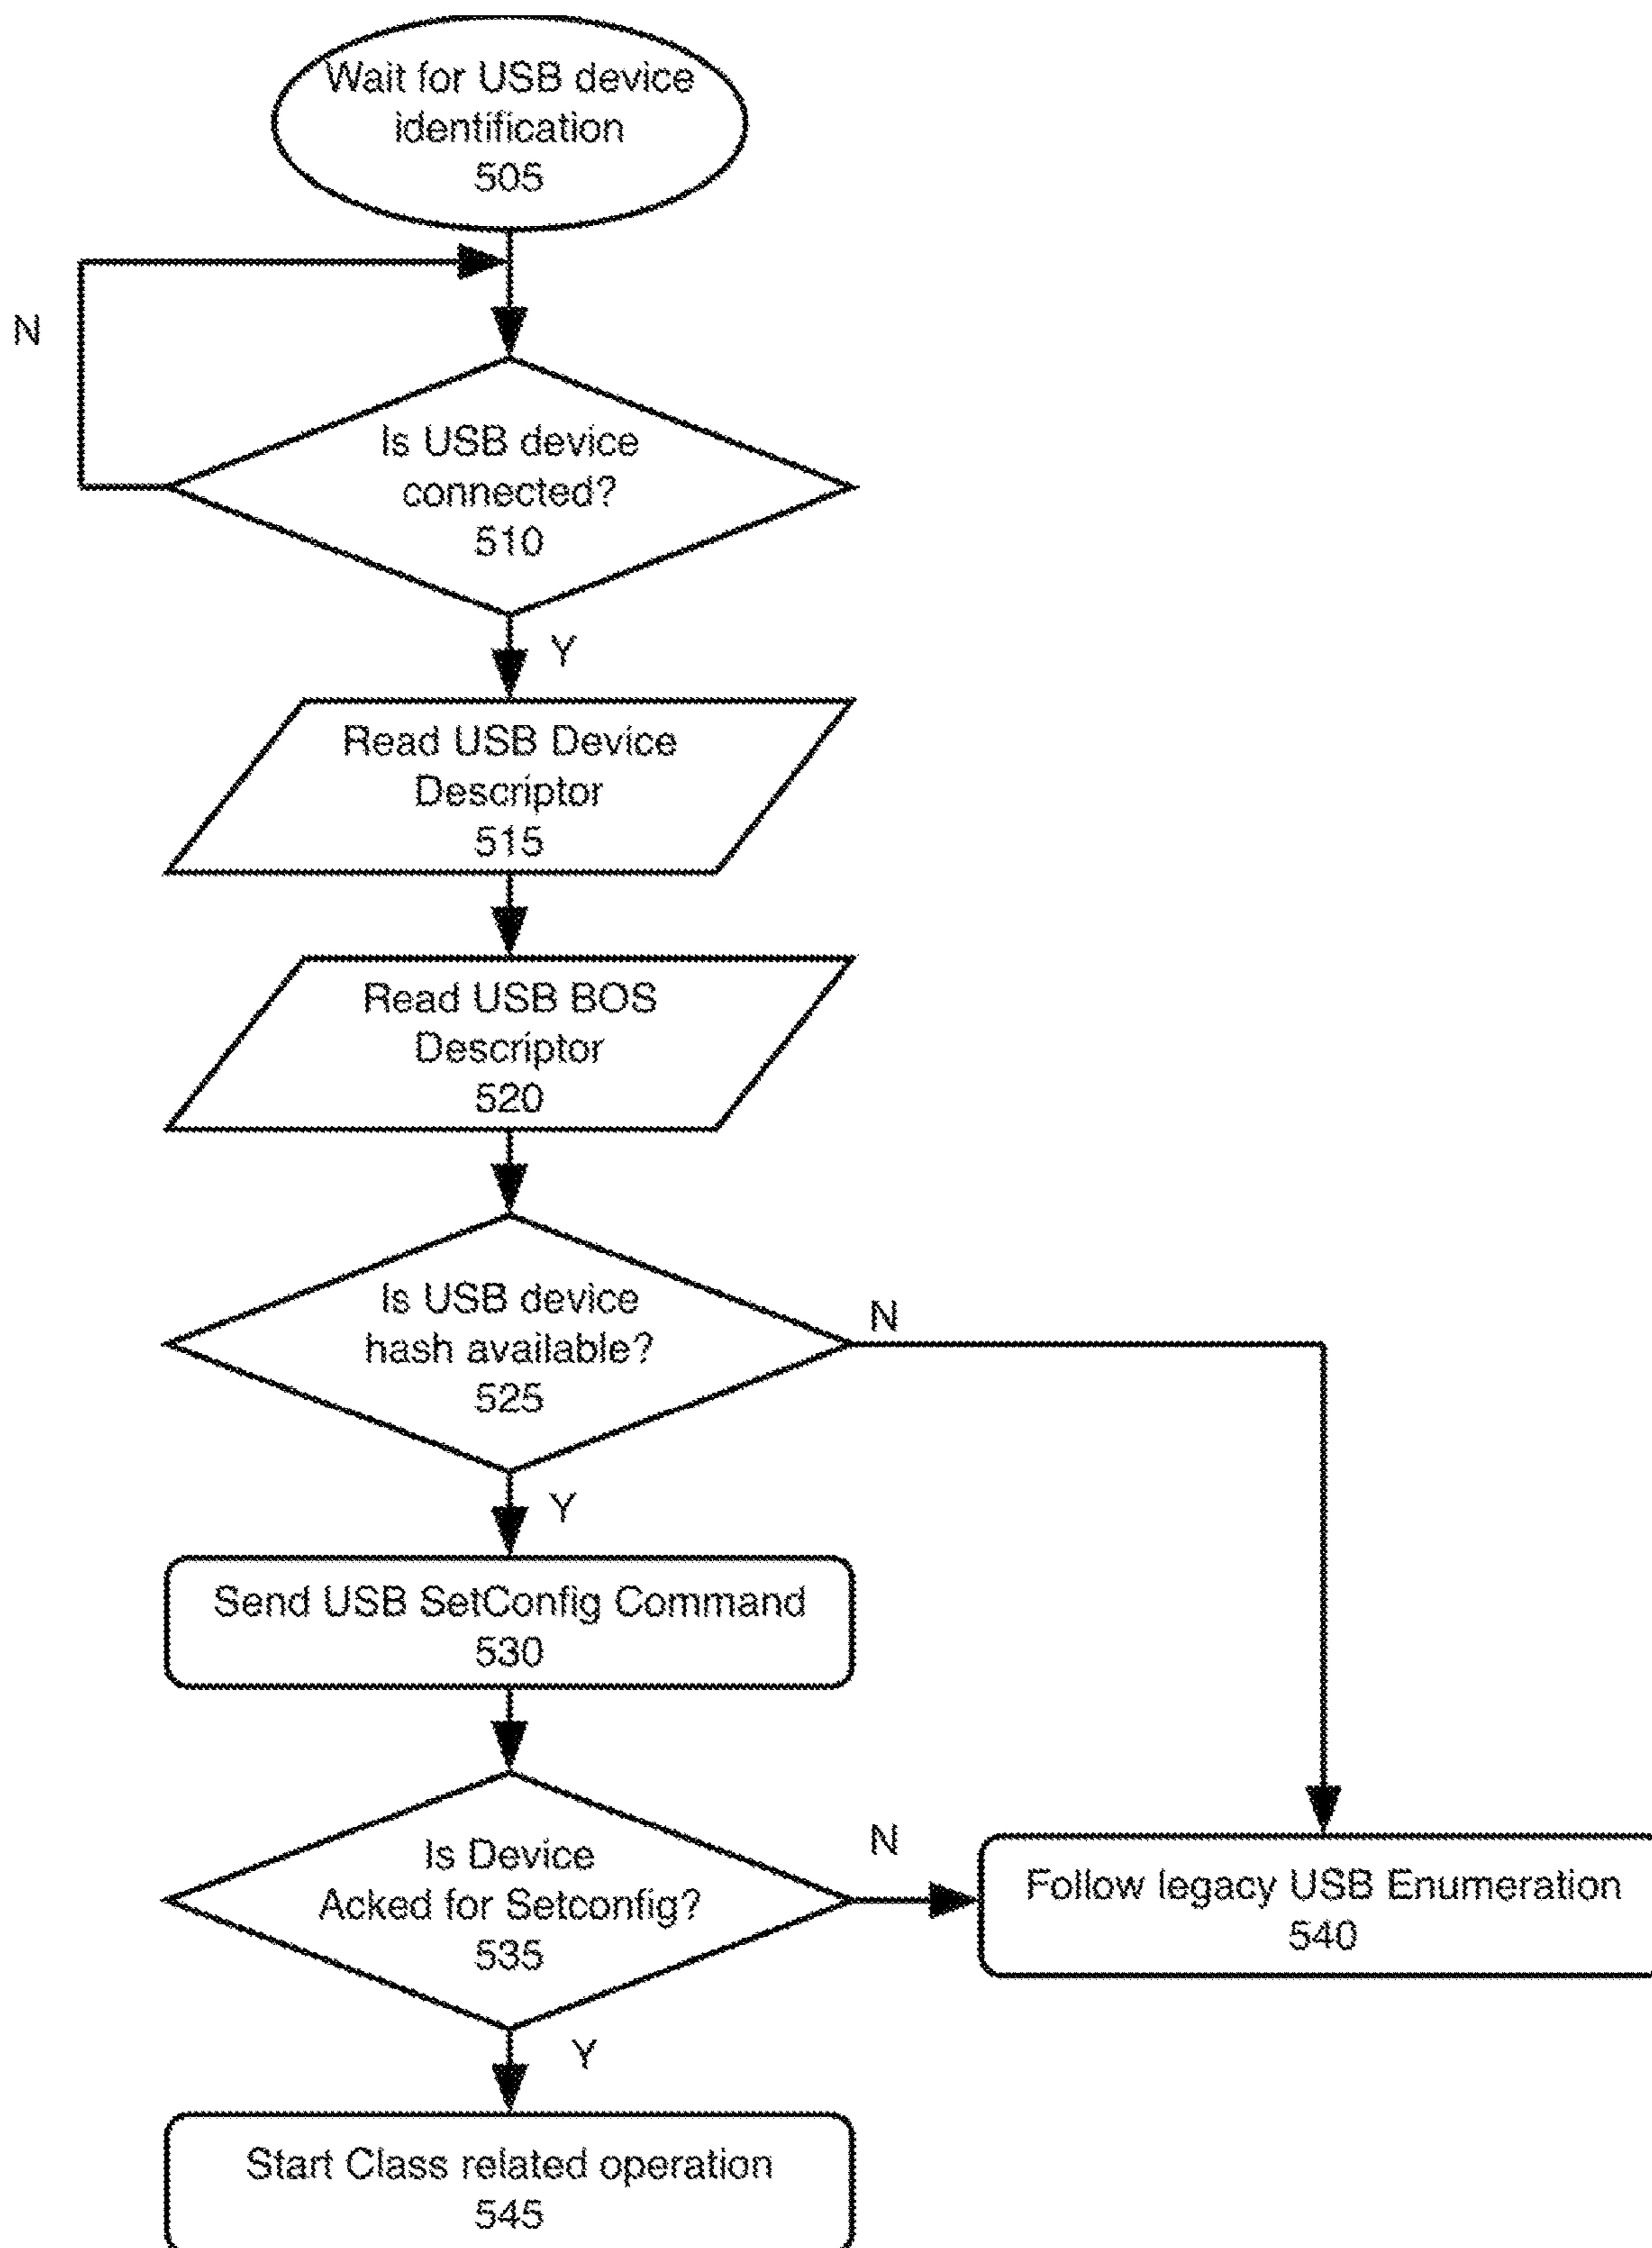 Wait for USB device
identification
505
N
Is USB device
connected?
510
Y
Read USB Device
Descriptor
515
Read USB BOS
Descriptor
520
Is USB device
hash available?
525
N
Y
Send USB SetConfig Command
530
Is Device
Acked for Setconfig?
535
N
Follow legacy USB Enumeration
540
Y
Start Class related operation
545